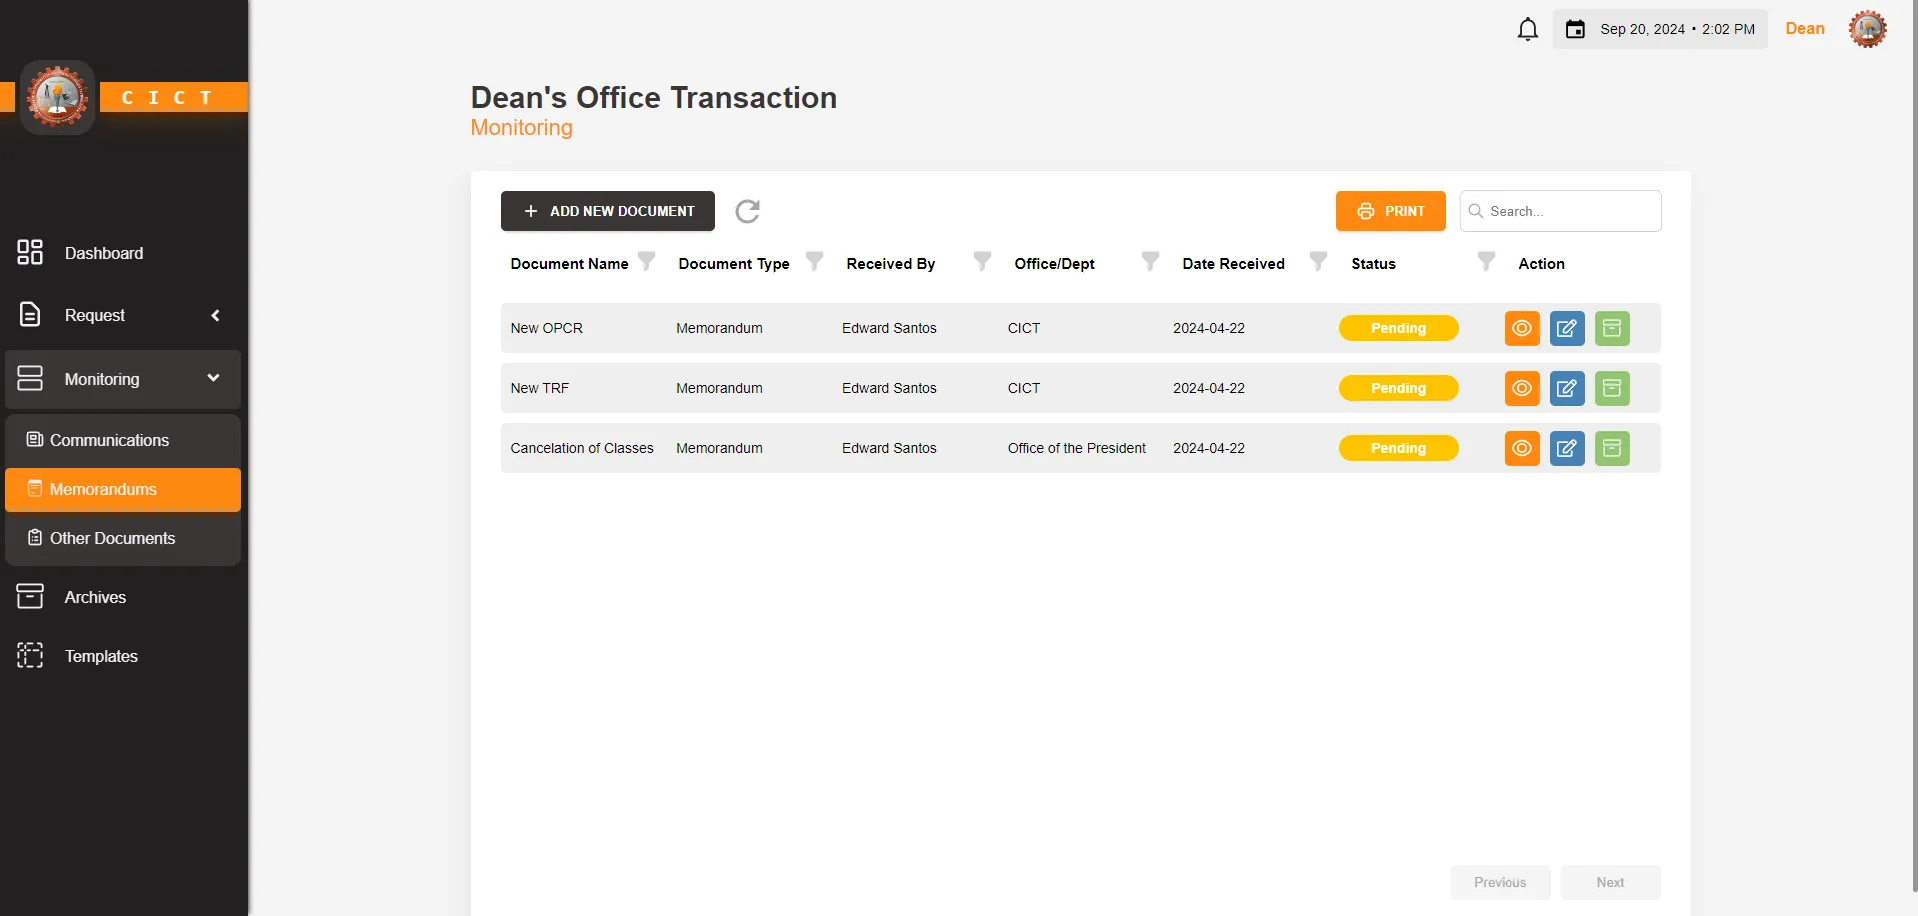 Sep 20, 2024 • 2:02 PM
Dean
C I C T
Dean's Office Transaction
Monitoring
ADD NEW DOCUMENT
PRINT
Search...
Dashboard
Request
Monitoring
Communications
Memorandums
Other Documents
Archives
Templates
Document Name Document Type Received By Office/Dept Date Received Status Action
New OPCR Memorandum Edward Santos CICT 2024-04-22 Pending
New TRF Memorandum Edward Santos CICT 2024-04-22 Pending
Cancelation of Classes Memorandum Edward Santos Office of the President 2024-04-22 Pending
Previous Next